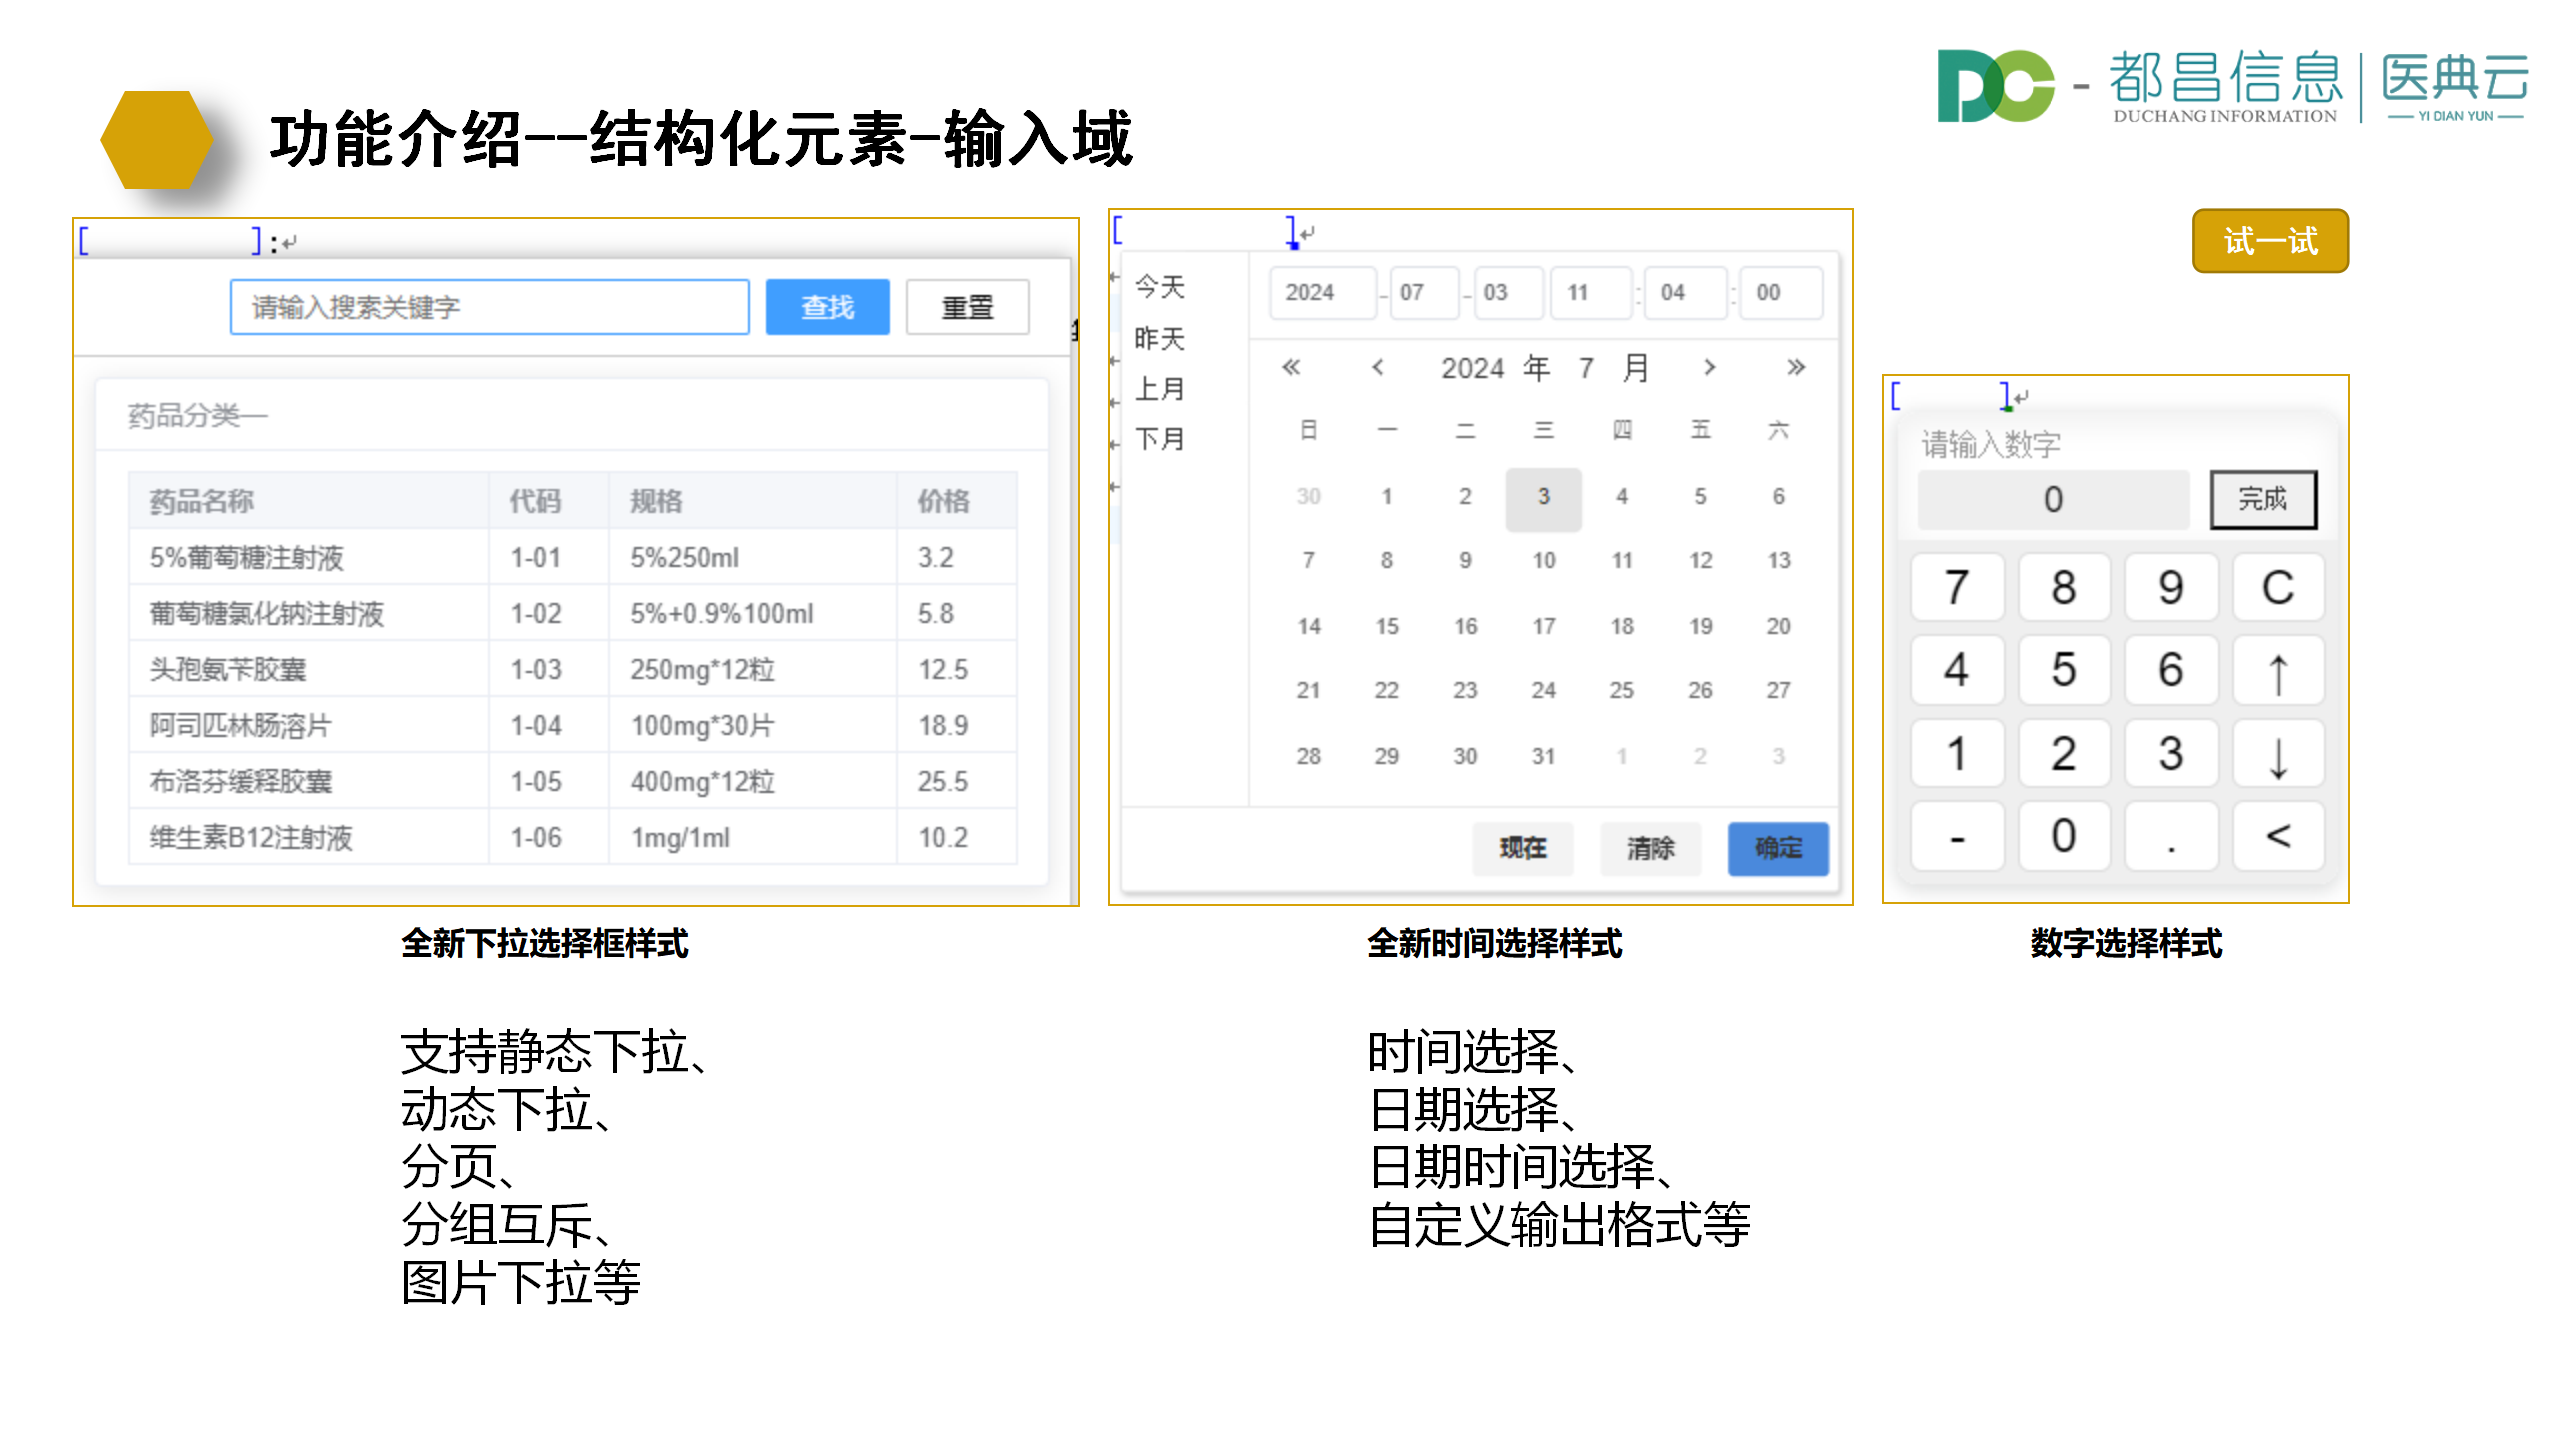 功能介绍--结构化元素-输入域
DC - 都昌信息 | 医典云
DUCHANG INFORMATION — YI DIAN YUN —
试一试
[ ]:↵
请输入搜索关键字 查找 重置
药品分类一
药品名称 代码 规格 价格
5%葡萄糖注射液 1-01 5%250ml 3.2
葡萄糖氯化钠注射液 1-02 5%+0.9%100ml 5.8
头孢氨苄胶囊 1-03 250mg*12粒 12.5
阿司匹林肠溶片 1-04 100mg*30片 18.9
布洛芬缓释胶囊 1-05 400mg*12粒 25.5
维生素B12注射液 1-06 1mg/1ml 10.2
全新下拉选择框样式
支持静态下拉、
动态下拉、
分页、
分组互斥、
图片下拉等
[ ]↵
今天
昨天
上月
下月
2024 - 07 - 03 11 : 04 : 00
« ‹ 2024 年 7 月 › »
日 一 二 三 四 五 六
30 1 2 3 4 5 6
7 8 9 10 11 12 13
14 15 16 17 18 19 20
21 22 23 24 25 26 27
28 29 30 31 1 2 3
现在 清除 确定
全新时间选择样式
时间选择、
日期选择、
日期时间选择、
自定义输出格式等
[ ]↵
请输入数字
0 完成
7 8 9 C
4 5 6 ↑
1 2 3 ↓
- 0 . <
数字选择样式